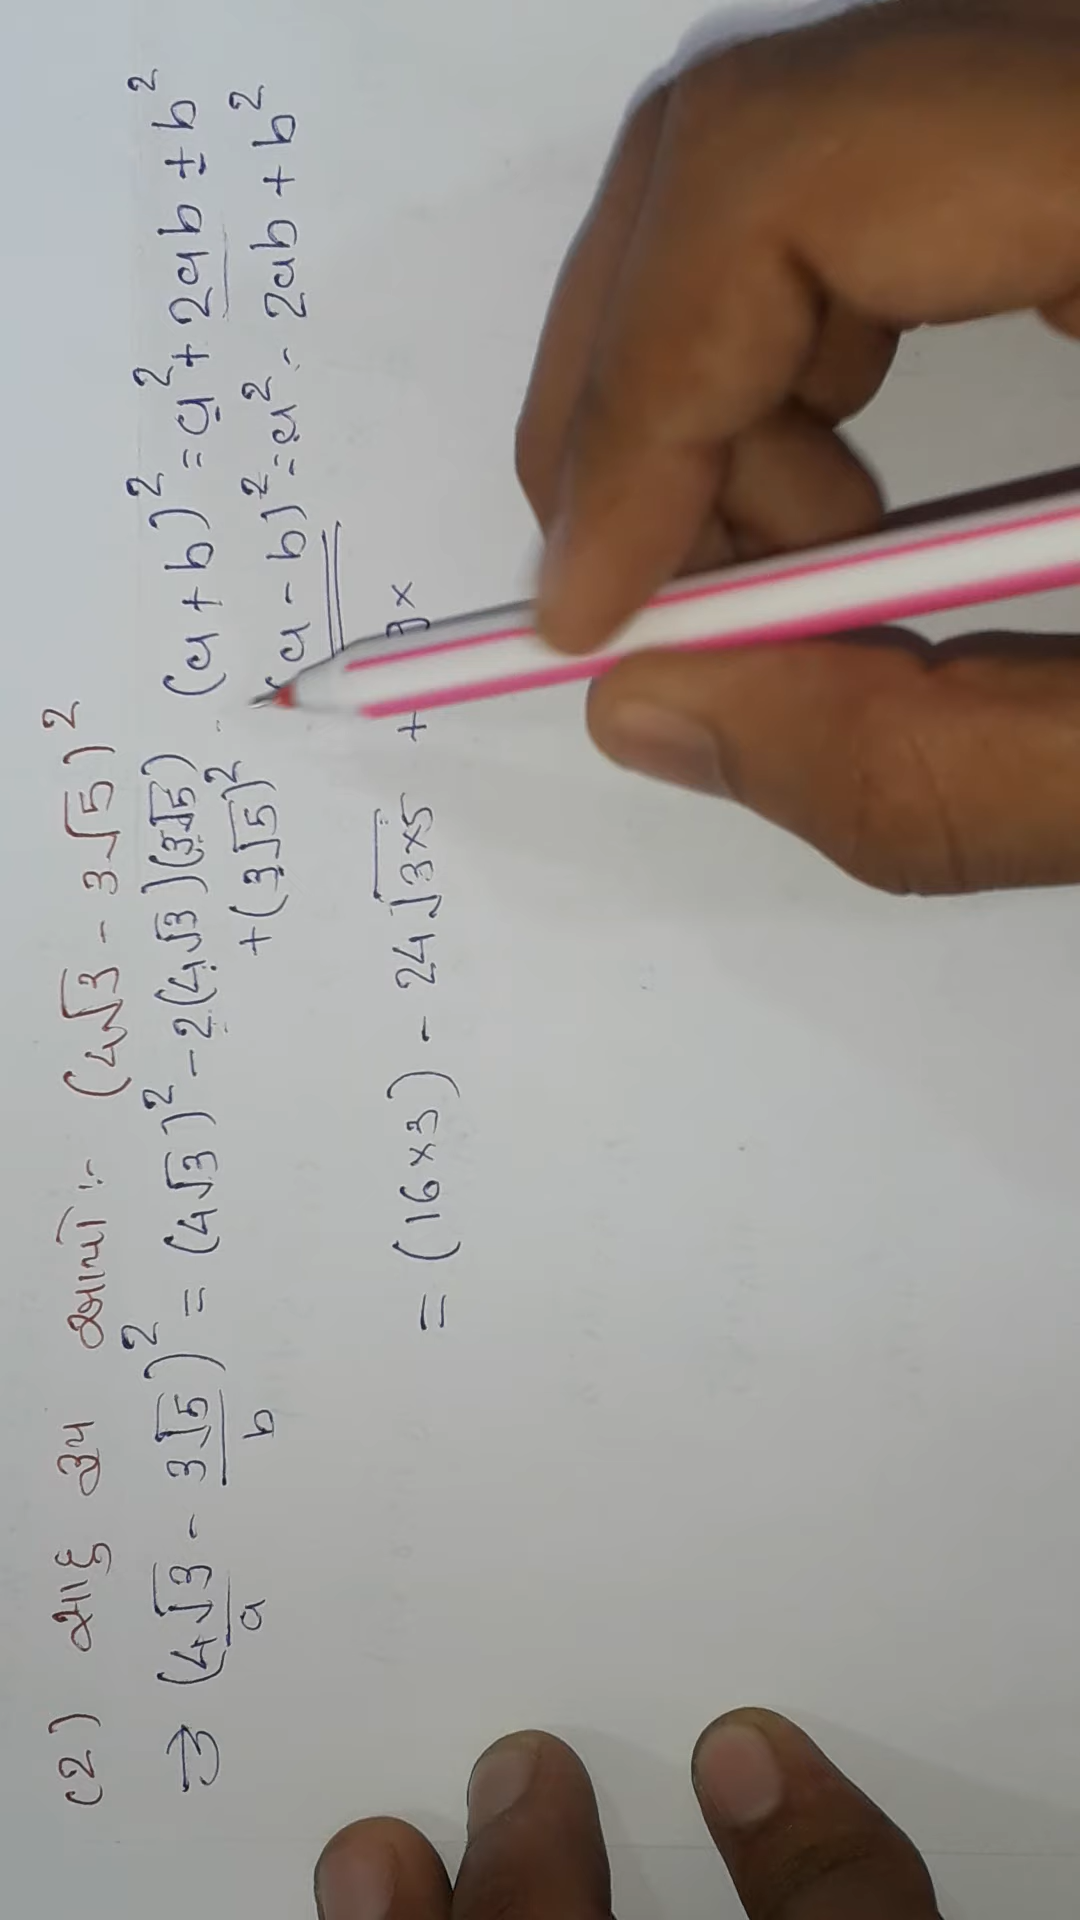 (2) સાદુ રૂપ આપો :- (4√3 - 3√5)²
⇒ (4√3 - 3√5)² = (4√3)² - 2(4√3)(3√5) + (3√5)²
a b
(a + b)² = a² + 2ab ± b²
(a - b)² = a² - 2ab + b²
= (16 × 3) - 24√3×5 +